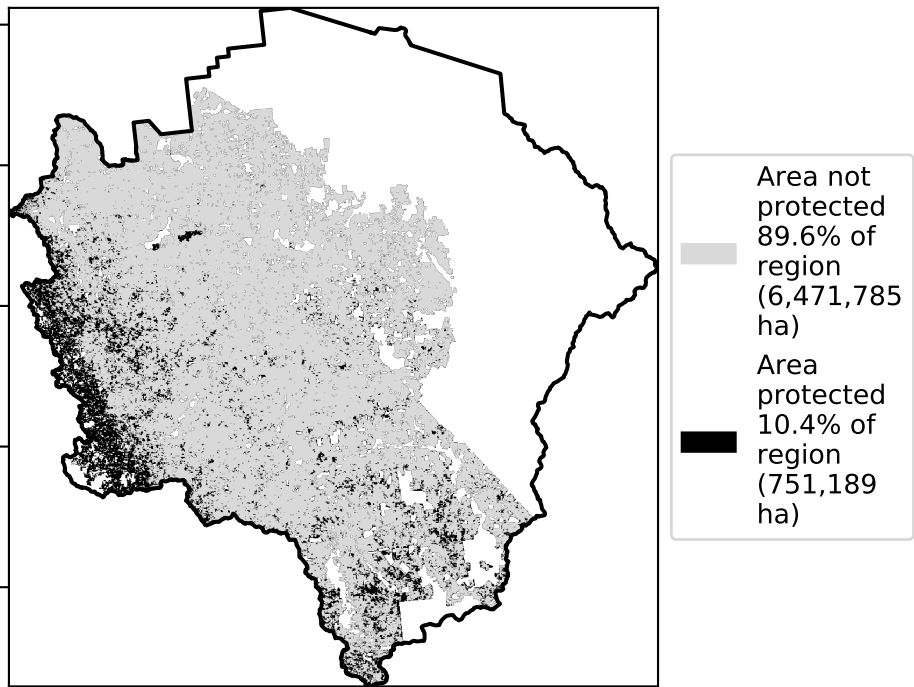 Area not
protected
89.6% of
region
(6,471,785
ha)
Area
protected
10.4% of
region
(751,189
ha)